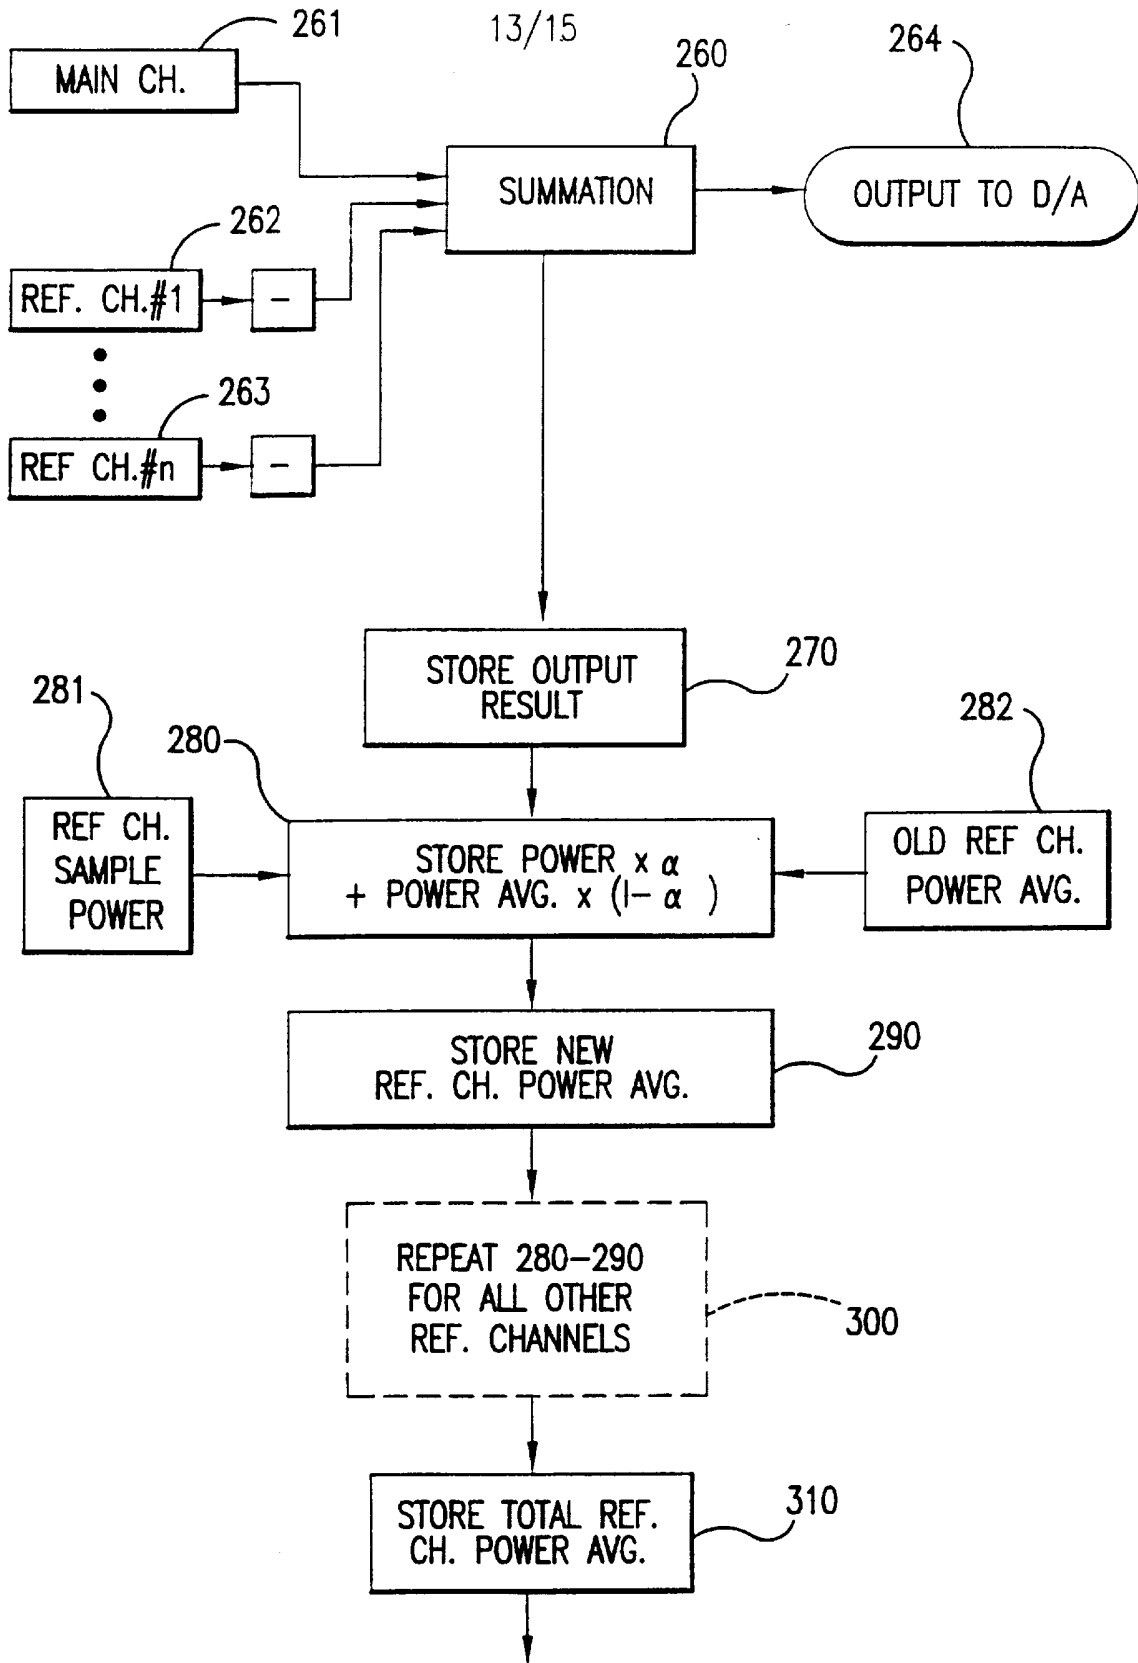 13/15
261
MAIN CH.
260
264
SUMMATION
OUTPUT TO D/A
262
REF. CH.#1
−
263
REF CH.#n
−
STORE OUTPUT
RESULT
270
281
280
282
REF CH.
SAMPLE
POWER
STORE POWER x α
+ POWER AVG. x (1− α )
OLD REF CH.
POWER AVG.
STORE NEW
REF. CH. POWER AVG.
290
REPEAT 280−290
FOR ALL OTHER
REF. CHANNELS
300
STORE TOTAL REF.
CH. POWER AVG.
310